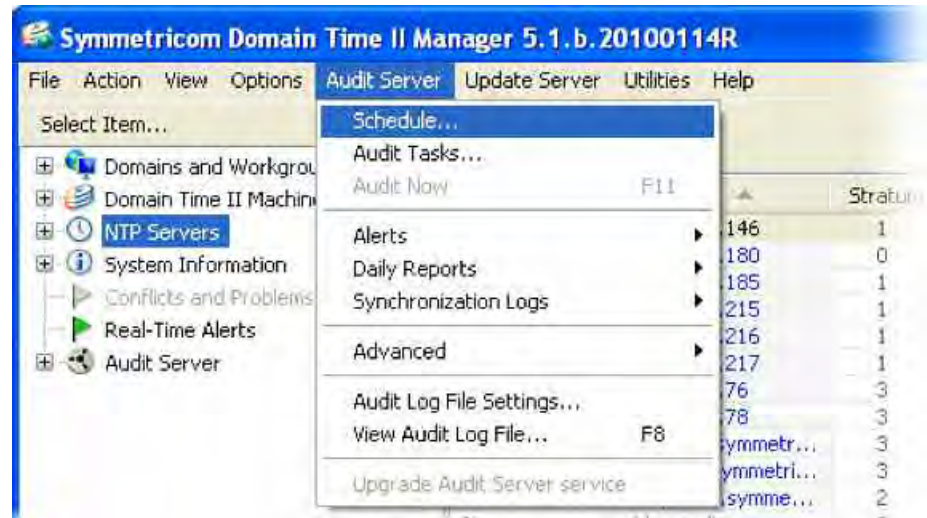 Symmetricom Domain Time II Manager 5.1.b.20100114R
File Action View Options Audit Server Update Server Utilities Help
Select Item...
Domains and Workgrou
Domain Time II Machin
NTP Servers
System Information
Conflicts and Problems
Real-Time Alerts
Audit Server
Schedule...
Audit Tasks...
Audit Now F11
Alerts
Daily Reports
Synchronization Logs
Advanced
Audit Log File Settings...
View Audit Log File... F8
Upgrade Audit Server service
Stratum
.146 1
.180 0
.185 1
.215 1
.216 1
.217 1
.76 3
.78 3
symmetr... 3
ymmetri... 3
.symme... 2